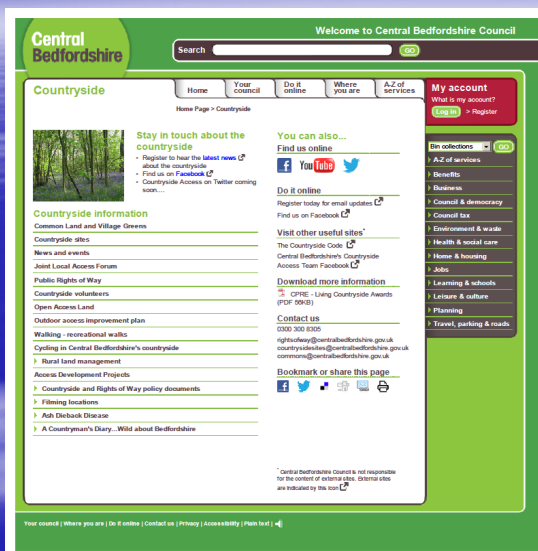 Welcome to Central Bedfordshire Council
Central
Bedfordshire
Search
GO
Countryside
Home
Your
council
Do it
online
Where
you are
A-Z of
services
Home Page > Countryside
My account
What is my account?
Log in > Register
Stay in touch about the
countryside
• Register to hear the latest news
about the countryside
• Find us on Facebook
• Countryside Access on Twitter coming
soon....
Countryside information
Common Land and Village Greens
Countryside sites
News and events
Joint Local Access Forum
Public Rights of Way
Countryside volunteers
Open Access Land
Outdoor access improvement plan
Walking - recreational walks
Cycling in Central Bedfordshire's countryside
Rural land management
Access Development Projects
Countryside and Rights of Way policy documents
Filming locations
Ash Dieback Disease
A Countryman's Diary...Wild about Bedfordshire
You can also...
Find us online
f YouTube
Do it online
Register today for email updates
Find us on Facebook
Visit other useful sites*
The Countryside Code
Central Bedfordshire's Countryside
Access Team Facebook
Download more information
CPRE - Living Countryside Awards
(PDF 56KB)
Contact us
0300 300 8305
rightsofway@centralbedfordshire.gov.uk
countrysidesites@centralbedfordshire.gov.uk
commons@centralbedfordshire.gov.uk
Bookmark or share this page
f
* Central Bedfordshire Council is not responsible
for the content of external sites. External sites
are indicated by this icon
Bin collections GO
A-Z of services
Benefits
Business
Council & democracy
Council tax
Environment & waste
Health & social care
Home & housing
Jobs
Learning & schools
Leisure & culture
Planning
Travel, parking & roads
Your council | Where you are | Do it online | Contact us | Privacy | Accessibility | Plain text |